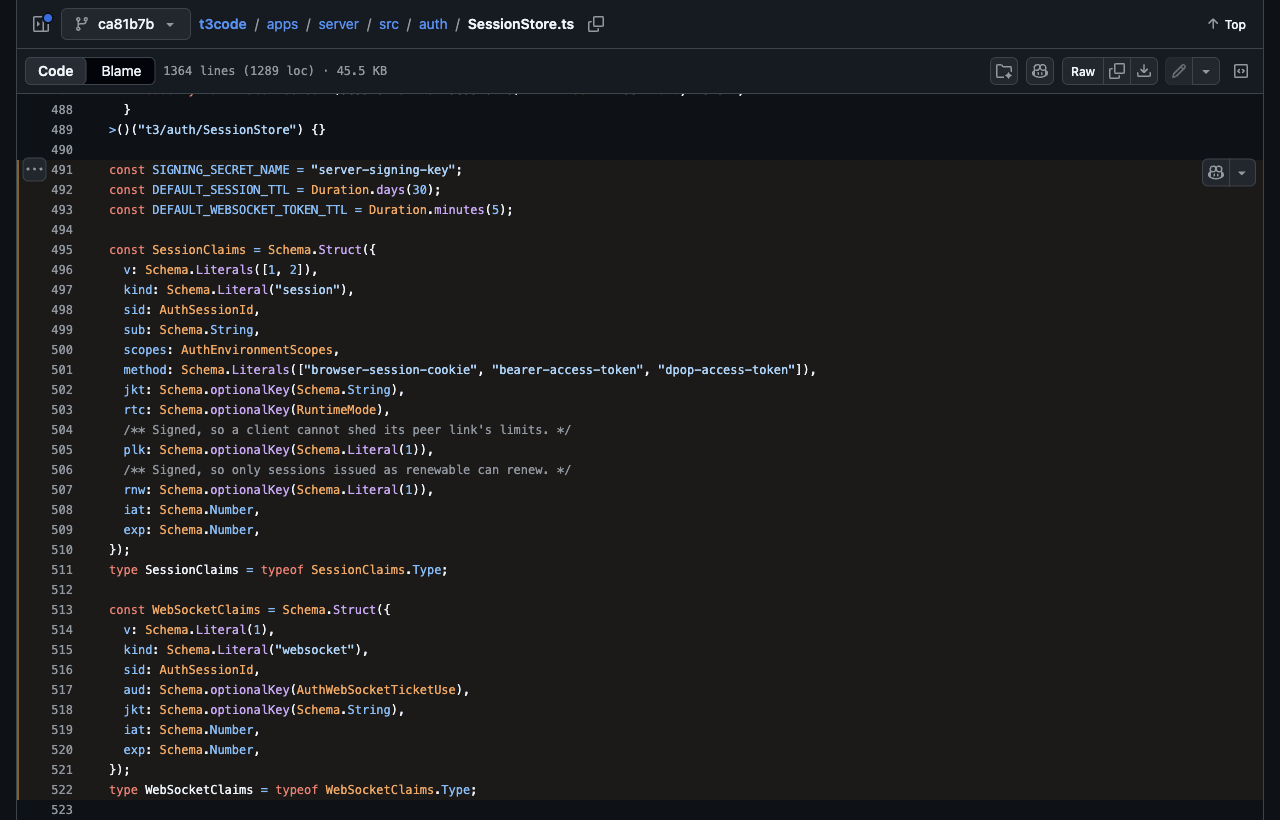 ca81b7b t3code / apps / server / src / auth / SessionStore.ts Top
Code Blame 1364 lines (1289 loc) · 45.5 KB Raw
488 }
489 >()("t3/auth/SessionStore") {}
490
491 const SIGNING_SECRET_NAME = "server-signing-key";
492 const DEFAULT_SESSION_TTL = Duration.days(30);
493 const DEFAULT_WEBSOCKET_TOKEN_TTL = Duration.minutes(5);
494
495 const SessionClaims = Schema.Struct({
496 v: Schema.Literals([1, 2]),
497 kind: Schema.Literal("session"),
498 sid: AuthSessionId,
499 sub: Schema.String,
500 scopes: AuthEnvironmentScopes,
501 method: Schema.Literals(["browser-session-cookie", "bearer-access-token", "dpop-access-token"]),
502 jkt: Schema.optionalKey(Schema.String),
503 rtc: Schema.optionalKey(RuntimeMode),
504 /** Signed, so a client cannot shed its peer link's limits. */
505 plk: Schema.optionalKey(Schema.Literal(1)),
506 /** Signed, so only sessions issued as renewable can renew. */
507 rnw: Schema.optionalKey(Schema.Literal(1)),
508 iat: Schema.Number,
509 exp: Schema.Number,
510 });
511 type SessionClaims = typeof SessionClaims.Type;
512
513 const WebSocketClaims = Schema.Struct({
514 v: Schema.Literal(1),
515 kind: Schema.Literal("websocket"),
516 sid: AuthSessionId,
517 aud: Schema.optionalKey(AuthWebSocketTicketUse),
518 jkt: Schema.optionalKey(Schema.String),
519 iat: Schema.Number,
520 exp: Schema.Number,
521 });
522 type WebSocketClaims = typeof WebSocketClaims.Type;
523